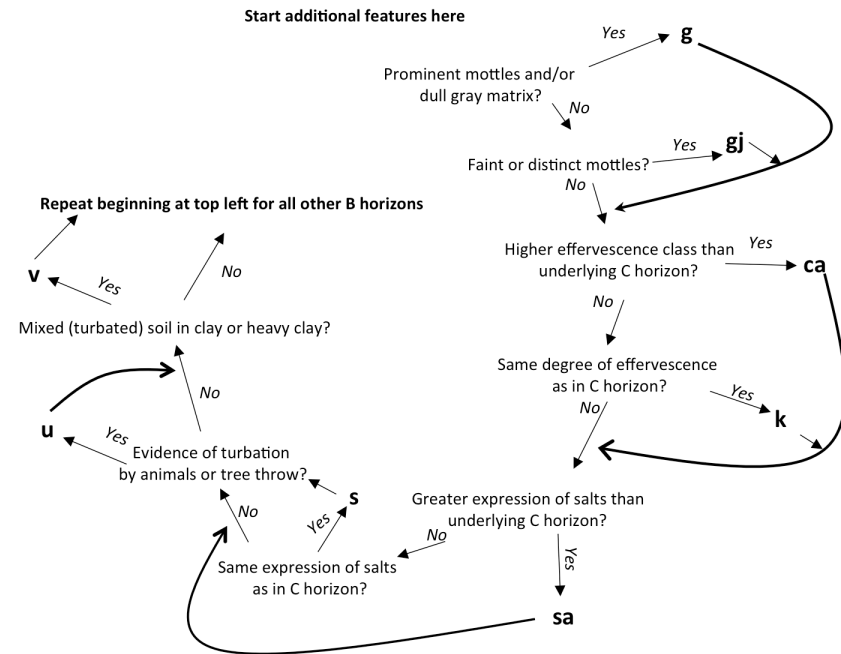 Start additional features here
Yes
g
Prominent mottles and/or
dull gray matrix?
No
Yes
gj
Faint or distinct mottles?
No
Repeat beginning at top left for all other B horizons
Higher effervescence class than
underlying C horizon?
Yes
ca
No
v
Yes
No
Mixed (turbated) soil in clay or heavy clay?
Same degree of effervescence
as in C horizon?
Yes
k
No
No
u
Yes
Evidence of turbation
by animals or tree throw?
s
Greater expression of salts than
underlying C horizon?
No
Yes
No
Yes
Same expression of salts
as in C horizon?
sa